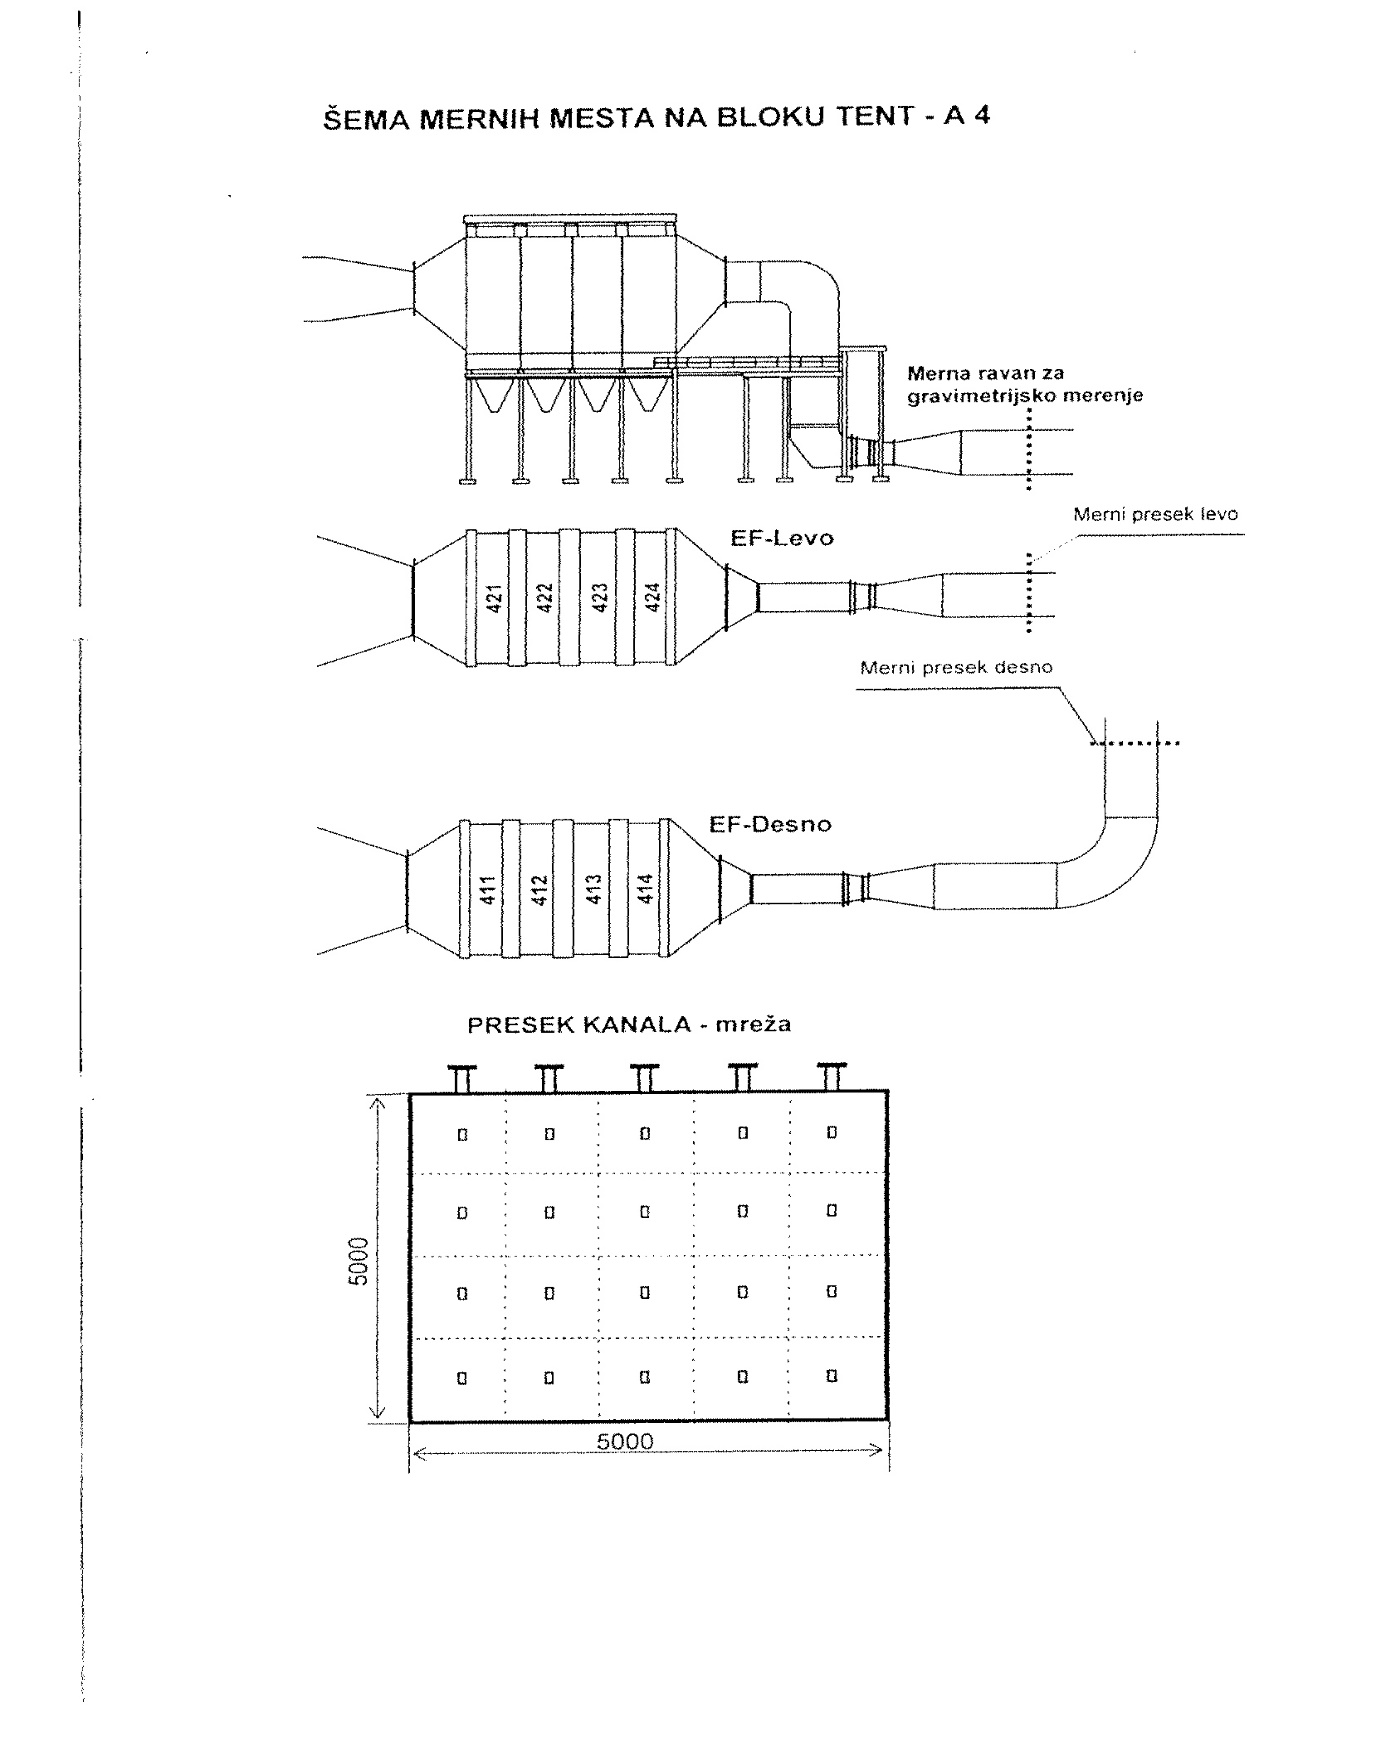 ŠEMA MERNIH MESTA NA BLOKU TENT - A 4
Merna ravan za
gravimetrijsko merenje
Merni presek levo
EF-Levo
421
422
423
424
Merni presek desno
EF-Desno
411
412
413
414
PRESEK KANALA - mreža
5000
5000